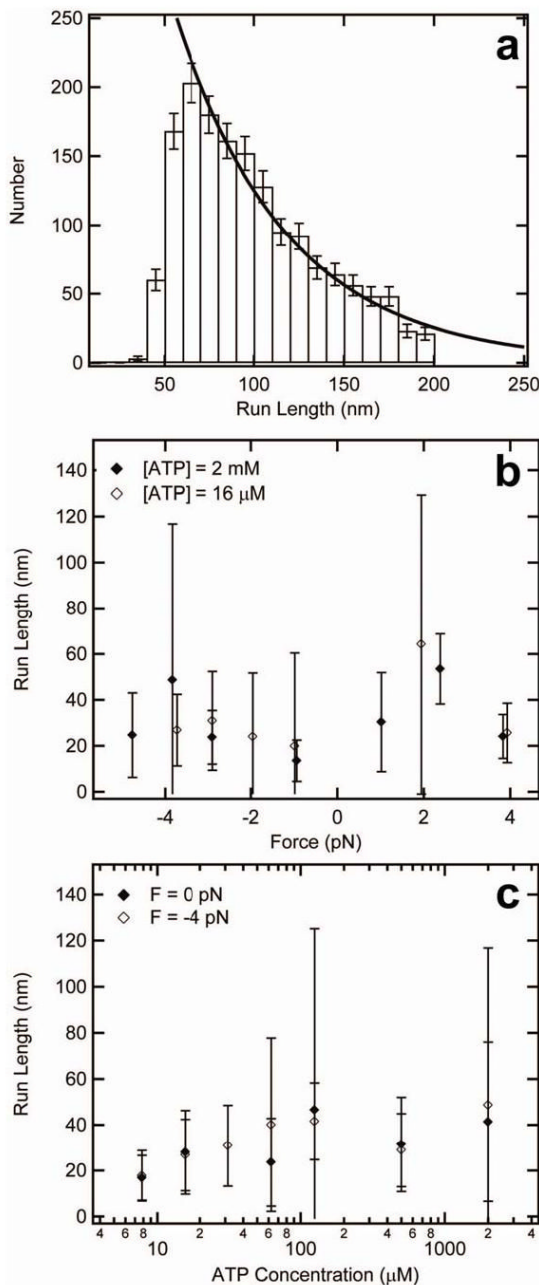 a
250
200
150
100
50
0
Number
50
100
150
200
250
Run Length (nm)
b
[ATP] = 2 mM
[ATP] = 16 μM
140
120
100
80
60
40
20
0
Run Length (nm)
-4
-2
0
2
4
Force (pN)
c
F = 0 pN
F = -4 pN
140
120
100
80
60
40
20
0
Run Length (nm)
4 6 8 10 2 4 6 8 100 2 4 6 8 1000 2 4
ATP Concentration (μM)